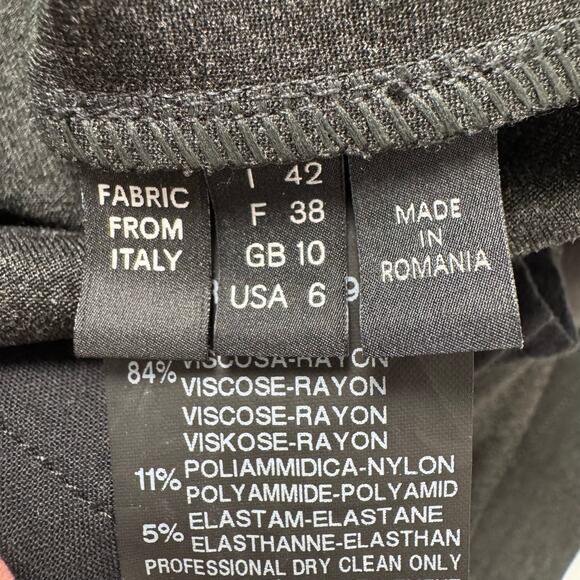 FABRIC
FROM
ITALY
I 42
F 38
GB 10
USA 6
MADE
IN
ROMANIA
9
84% VISCOSA-RAYON
VISCOSE-RAYON
VISCOSE-RAYON
VISKOSE-RAYON
11% POLIAMMIDICA-NYLON
POLYAMMIDE-POLYAMID
5% ELASTAM-ELASTANE
ELASTHANNE-ELASTHAN
PROFESSIONAL DRY CLEAN ONLY